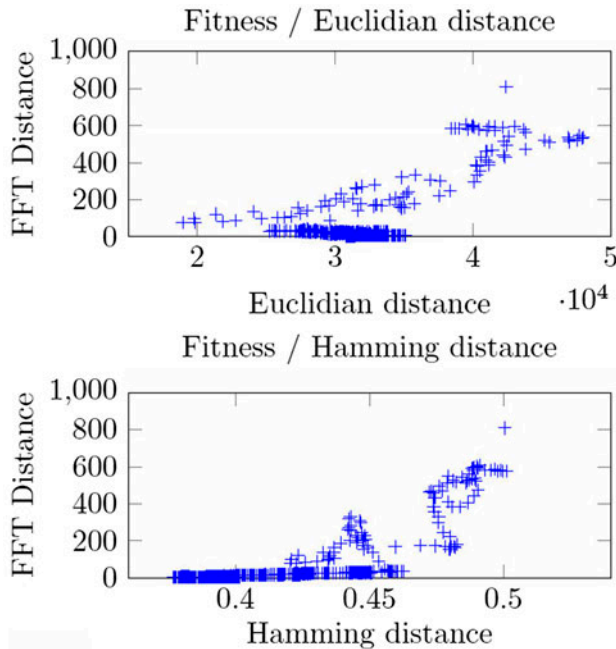 Fitness / Euclidian distance
1,000
800
600
400
200
0
FFT Distance
2 3 4 5
Euclidian distance ·10⁴
Fitness / Hamming distance
1,000
800
600
400
200
0
FFT Distance
0.4 0.45 0.5
Hamming distance